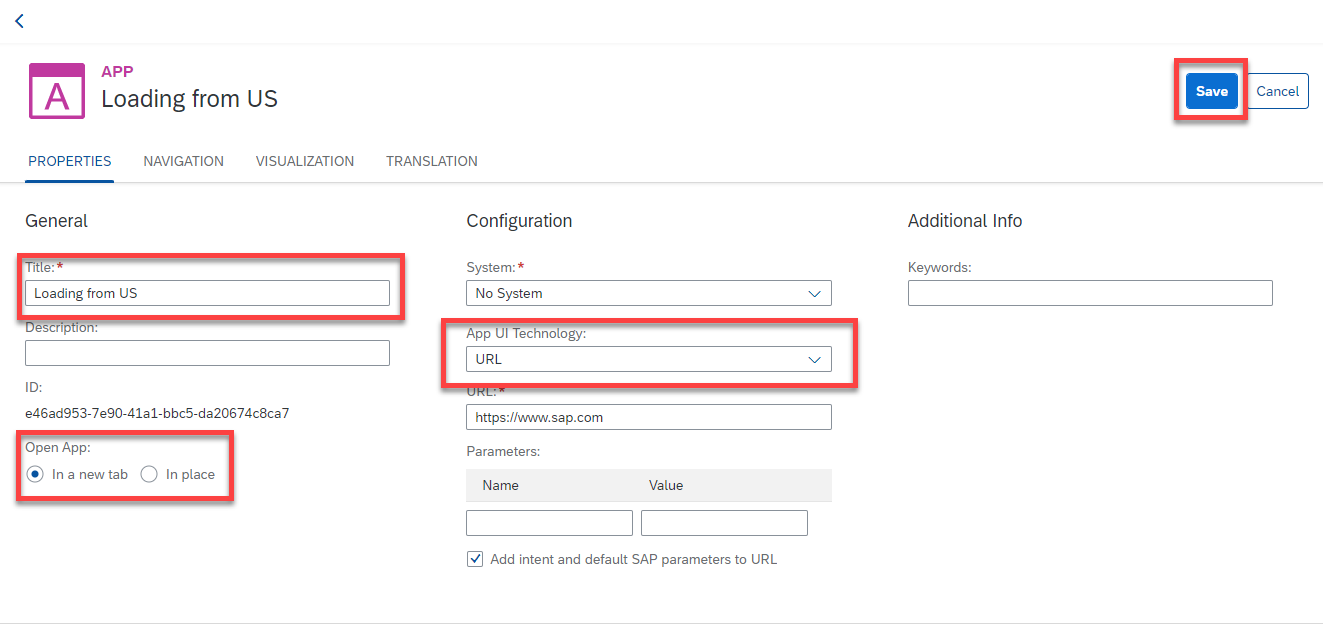 A
APP
Loading from US
Save
Cancel
PROPERTIES NAVIGATION VISUALIZATION TRANSLATION
General
Title:*
Loading from US
Description:
ID:
e46ad953-7e90-41a1-bbc5-da20674c8ca7
Open App:
In a new tab In place
Configuration
System:*
No System
App UI Technology:
URL
URL:*
https://www.sap.com
Parameters:
Name Value
Add intent and default SAP parameters to URL
Additional Info
Keywords: